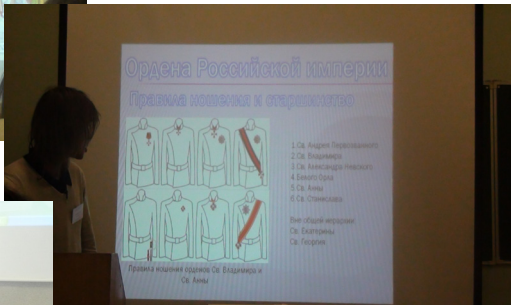 Ордена Российской империи
Правила ношения и старшинство
1.Св. Андрея Первозванного
2.Св. Владимира
3.Св. Александра Невского
4.Белого Орла
5.Св. Анны
6.Св. Станислава
Вне общей иерархии:
Св. Екатерины
Св. Георгия
Правила ношения орденов Св. Владимира и
Св. Анны